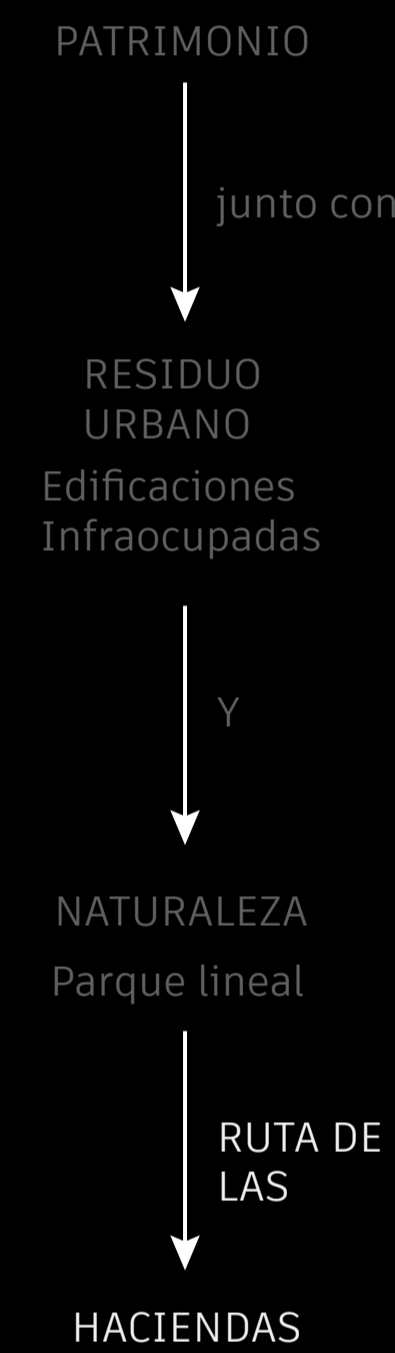 PATRIMONIO
junto con
RESIDUO
URBANO
Edificaciones
Infraocupadas
Y
NATURALEZA
Parque lineal
RUTA DE
LAS
HACIENDAS